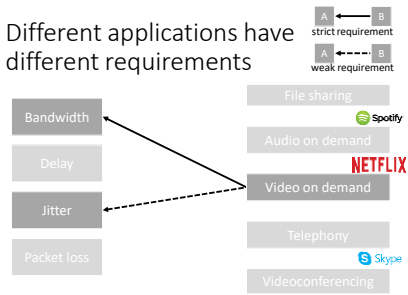 Different applications have
different requirements
A B
strict requirement
A B
weak requirement
Bandwidth
Delay
Jitter
Packet loss
File sharing
Spotify
Audio on demand
NETFLIX
Video on demand
Telephony
Skype
Videoconferencing